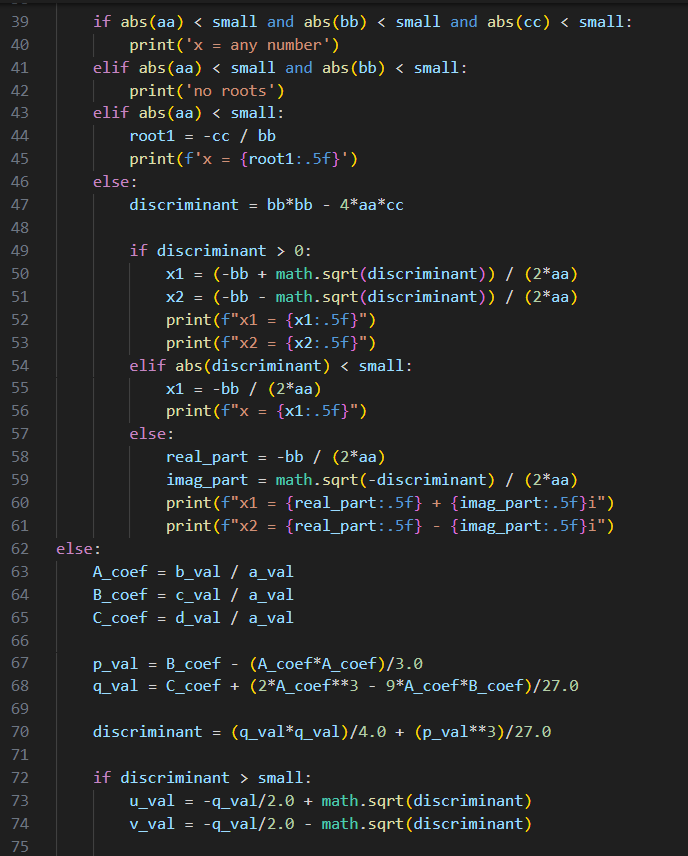 39 if abs(aa) < small and abs(bb) < small and abs(cc) < small:
40 print('x = any number')
41 elif abs(aa) < small and abs(bb) < small:
42 print('no roots')
43 elif abs(aa) < small:
44 root1 = -cc / bb
45 print(f'x = {root1:.5f}')
46 else:
47 discriminant = bb*bb - 4*aa*cc
48
49 if discriminant > 0:
50 x1 = (-bb + math.sqrt(discriminant)) / (2*aa)
51 x2 = (-bb - math.sqrt(discriminant)) / (2*aa)
52 print(f"x1 = {x1:.5f}")
53 print(f"x2 = {x2:.5f}")
54 elif abs(discriminant) < small:
55 x1 = -bb / (2*aa)
56 print(f"x = {x1:.5f}")
57 else:
58 real_part = -bb / (2*aa)
59 imag_part = math.sqrt(-discriminant) / (2*aa)
60 print(f"x1 = {real_part:.5f} + {imag_part:.5f}i")
61 print(f"x2 = {real_part:.5f} - {imag_part:.5f}i")
62 else:
63 A_coef = b_val / a_val
64 B_coef = c_val / a_val
65 C_coef = d_val / a_val
66
67 p_val = B_coef - (A_coef*A_coef)/3.0
68 q_val = C_coef + (2*A_coef**3 - 9*A_coef*B_coef)/27.0
69
70 discriminant = (q_val*q_val)/4.0 + (p_val**3)/27.0
71
72 if discriminant > small:
73 u_val = -q_val/2.0 + math.sqrt(discriminant)
74 v_val = -q_val/2.0 - math.sqrt(discriminant)
75